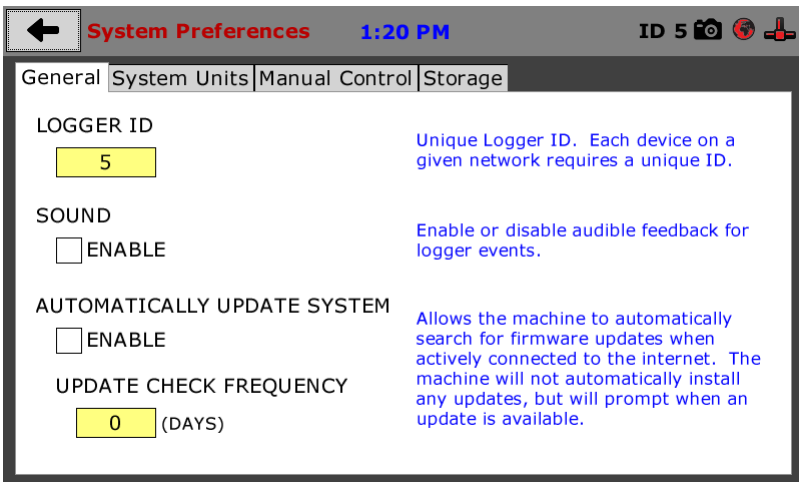 System Preferences 1:20 PM ID 5
General System Units Manual Control Storage
LOGGER ID
5
Unique Logger ID. Each device on a
given network requires a unique ID.
SOUND
ENABLE
Enable or disable audible feedback for
logger events.
AUTOMATICALLY UPDATE SYSTEM
ENABLE
UPDATE CHECK FREQUENCY
0 (DAYS)
Allows the machine to automatically
search for firmware updates when
actively connected to the internet. The
machine will not automatically install
any updates, but will prompt when an
update is available.